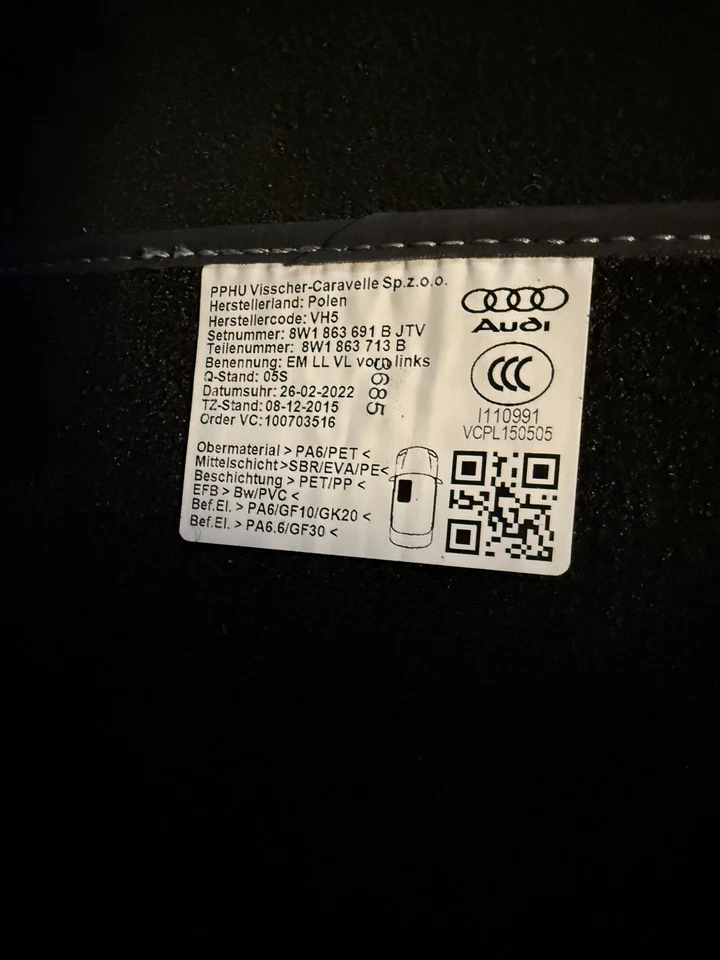 PPHU Visscher-Caravelle Sp.z.o.o.
Herstellerland: Polen
Herstellercode: VH5
Setnummer: 8W1 863 691 B JTV
Teilenummer: 8W1 863 713 B
Benennung: EM LL VL vorn links
Q-Stand: 05S
Datumsuhr: 26-02-2022
TZ-Stand: 08-12-2015
Order VC:100703516
3685
Obermaterial > PA6/PET <
Mittelschicht>SBR/EVA/PE<
Beschichtung > PET/PP <
EFB > Bw/PVC <
Bef.El. > PA6/GF10/GK20 <
Bef.El. > PA6.6/GF30 <
Audi
CCC
I110991
VCPL150505